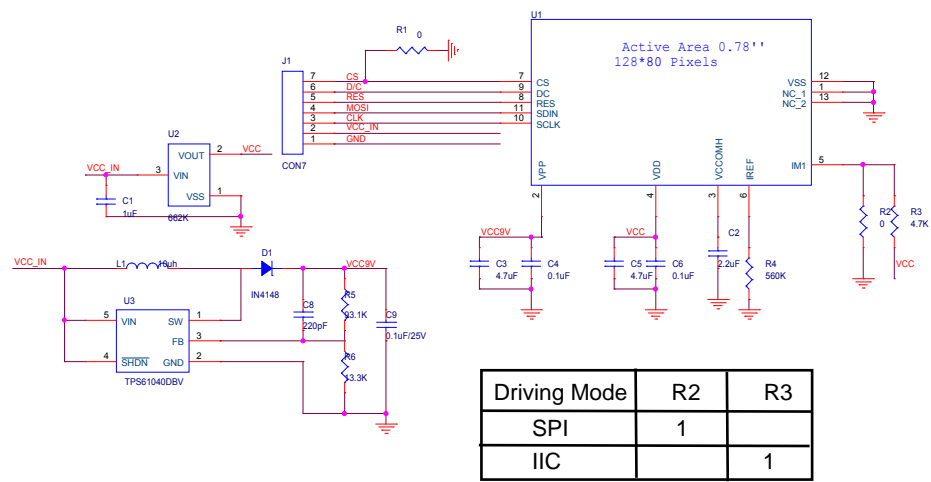 U1
Active Area 0.78''
128*80 Pixels
R1 0
J1
7 CS 7 CS
6 D/C 9 DC
5 RES 8 RES
4 MOSI 11 SDIN
3 CLK 10 SCLK
2 VCC_IN
1 GND
CON7
VSS 12
NC_1 1
NC_2 13
IM1 5
VPP 2
VDD 4
VCCOMH 3
IREF 6
U2
VOUT 2 VCC
VCC_IN 3 VIN
VSS 1
C1
1uF
662K
VCC9V
C3
4.7uF
C4
0.1uF
VCC
C5
4.7uF
C6
0.1uF
C2
2.2uF
R4
560K
R2
0
R3
4.7K
VCC
VCC_IN
L1 10uh
D1
IN4148
VCC9V
U3
5 VIN SW 1
FB 3
4 SHDN GND 2
TPS61040DBV
C8
220pF
R5
93.1K
R6
13.3K
C9
0.1uF/25V
Driving Mode R2 R3
SPI 1
IIC 1